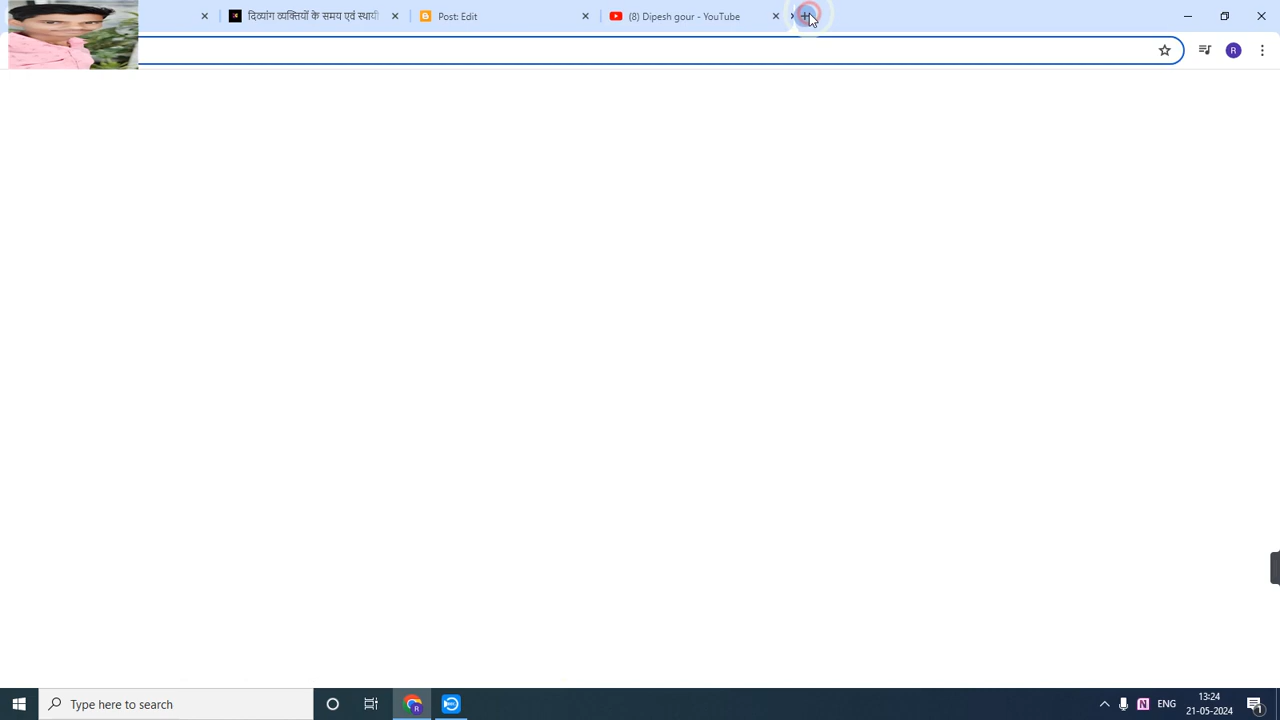 दिव्यांग व्यक्तियों के समय एवं स्थायी
Post: Edit
(8) Dipesh gour - YouTube
R
Type here to search
R
N
ENG
13:24
21-05-2024
1